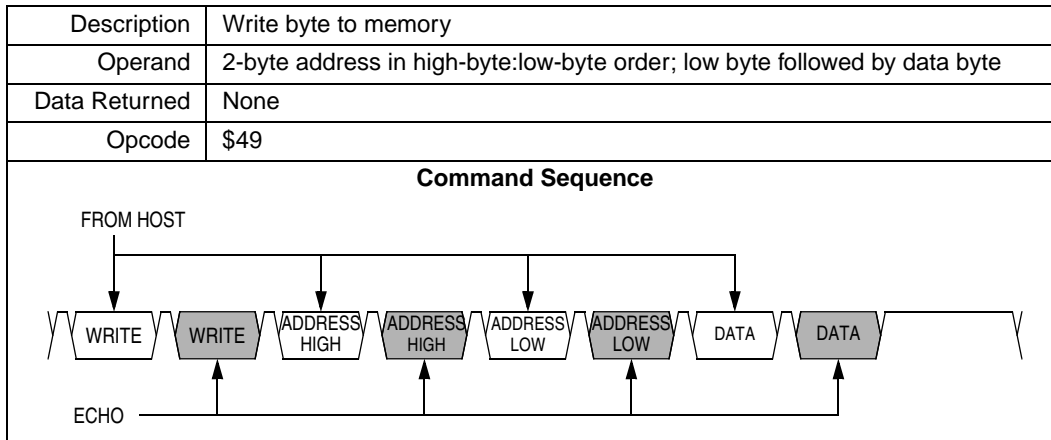 Description Write byte to memory
Operand 2-byte address in high-byte:low-byte order; low byte followed by data byte
Data Returned None
Opcode $49
Command Sequence
FROM HOST
WRITE WRITE ADDRESS HIGH ADDRESS HIGH ADDRESS LOW ADDRESS LOW DATA DATA
ECHO